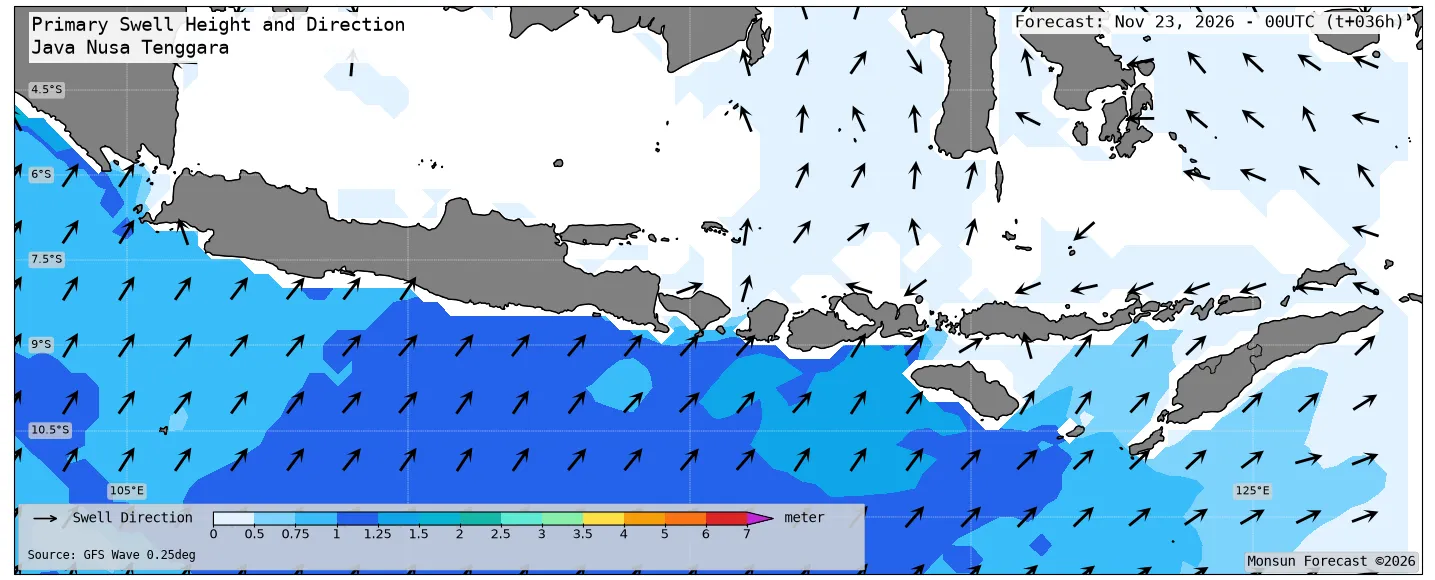 Primary Swell Height and Direction
Java Nusa Tenggara
Forecast: Nov 23, 2026 - 00UTC (t+036h)
4.5°S
6°S
7.5°S
9°S
10.5°S
105°E
125°E
Swell Direction
0 0.5 0.75 1 1.25 1.5 2 2.5 3 3.5 4 5 6 7
meter
Source: GFS Wave 0.25deg
Monsun Forecast ©2026